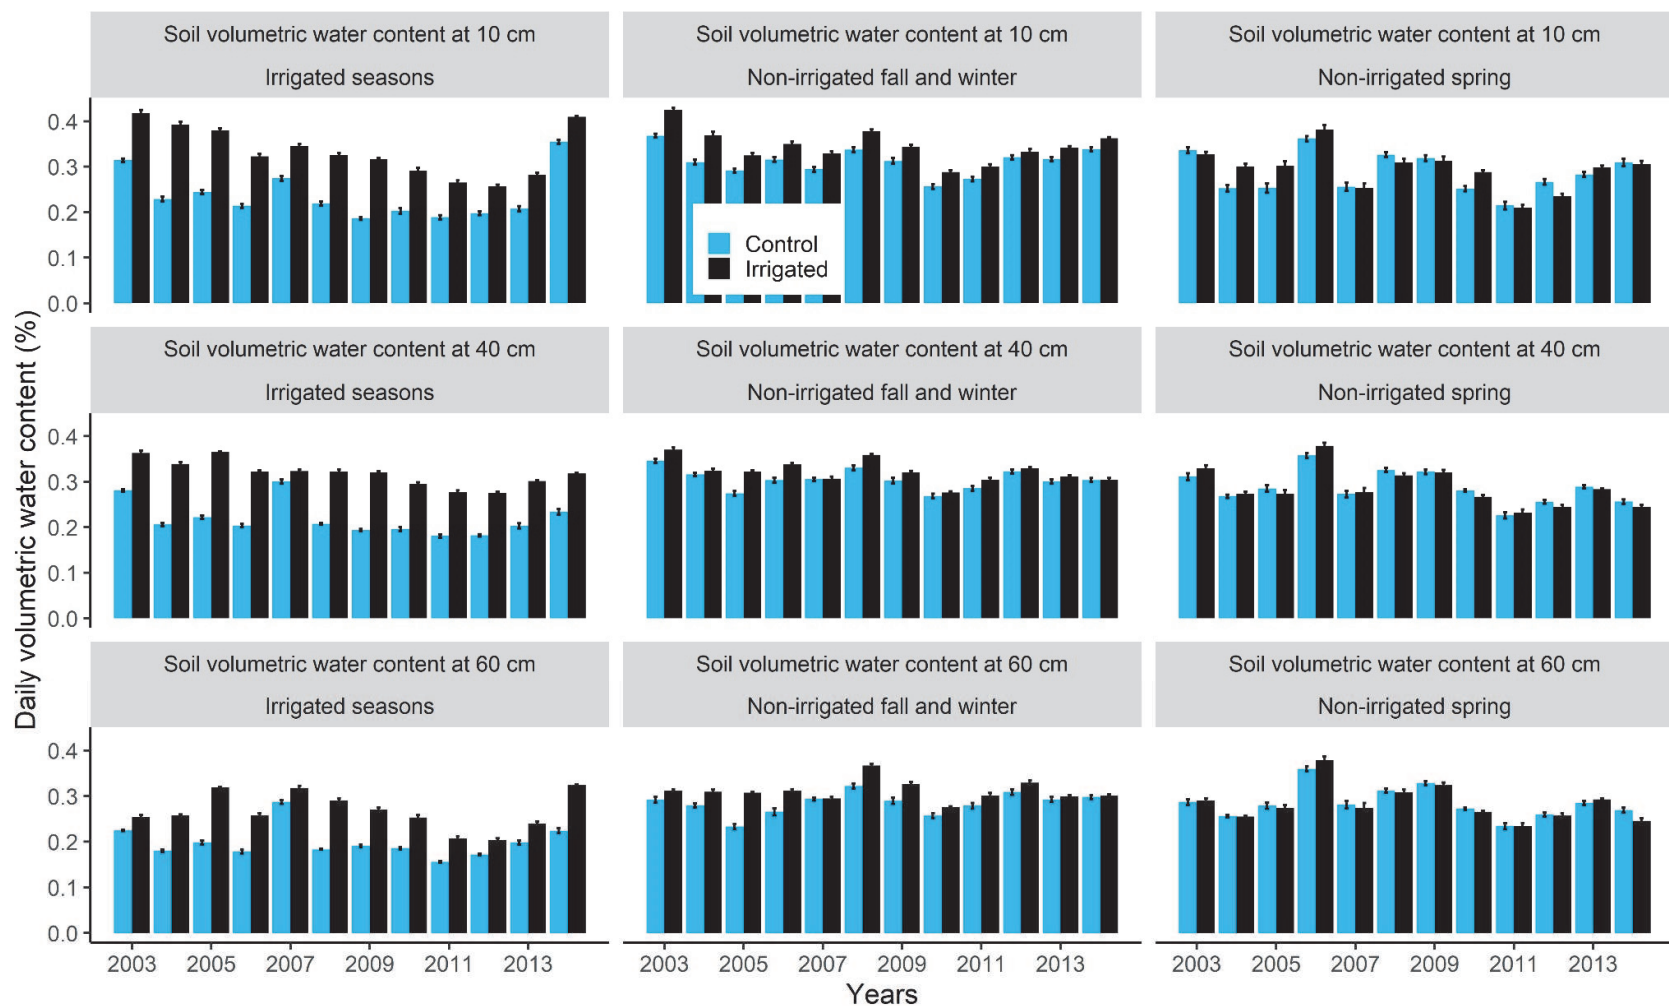 Soil volumetric water content at 10 cm
Irrigated seasons
Soil volumetric water content at 10 cm
Non-irrigated fall and winter
Soil volumetric water content at 10 cm
Non-irrigated spring
0.4
0.3
0.2
0.1
0.0
Control
Irrigated
Soil volumetric water content at 40 cm
Irrigated seasons
Soil volumetric water content at 40 cm
Non-irrigated fall and winter
Soil volumetric water content at 40 cm
Non-irrigated spring
0.4
0.3
0.2
0.1
0.0
Daily volumetric water content (%)
Soil volumetric water content at 60 cm
Irrigated seasons
Soil volumetric water content at 60 cm
Non-irrigated fall and winter
Soil volumetric water content at 60 cm
Non-irrigated spring
0.4
0.3
0.2
0.1
0.0
2003 2005 2007 2009 2011 2013
2003 2005 2007 2009 2011 2013
2003 2005 2007 2009 2011 2013
Years